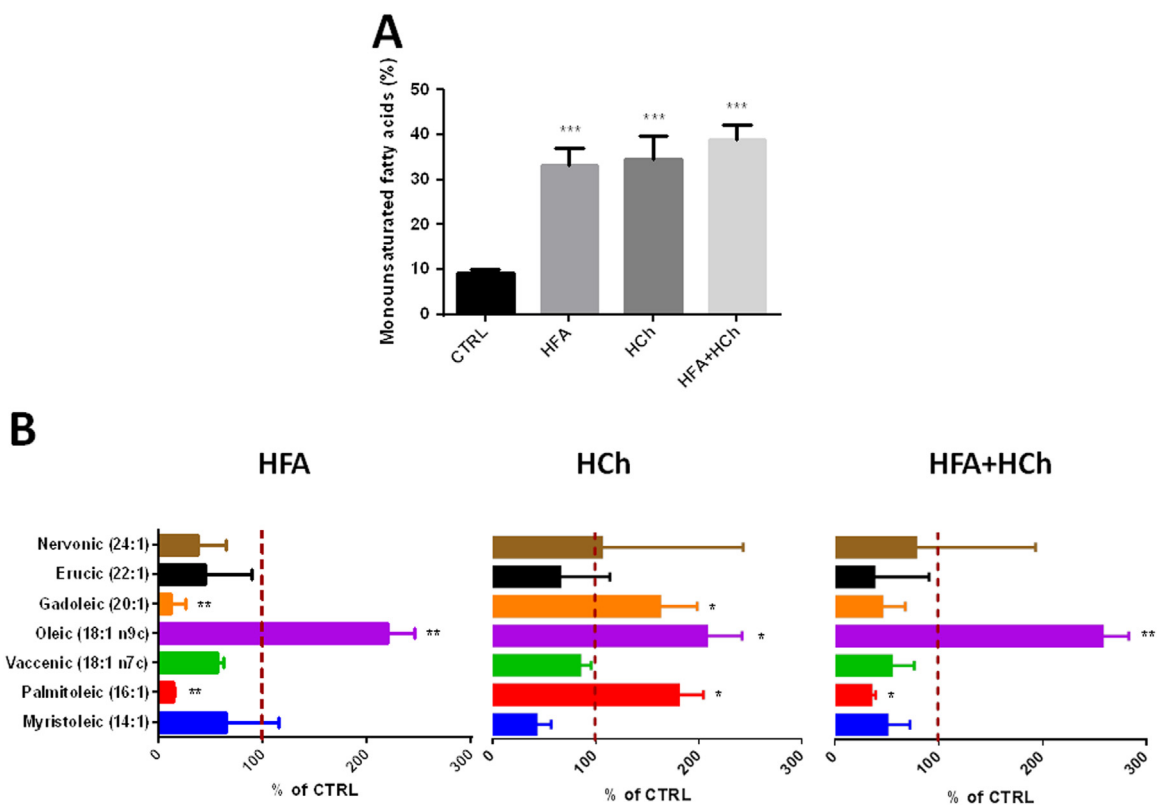 A
Monounsaturated fatty acids (%)
50
40
30
20
10
0
***
***
***
CTRL
HFA
HCh
HFA+HCh
B
HFA
HCh
HFA+HCh
Nervonic (24:1)
Erucic (22:1)
Gadoleic (20:1)
**
*
Oleic (18:1 n9c)
**
*
**
Vaccenic (18:1 n7c)
Palmitoleic (16:1)
**
*
*
Myristoleic (14:1)
0
100
200
300
0
100
200
300
0
100
200
300
% of CTRL
% of CTRL
% of CTRL